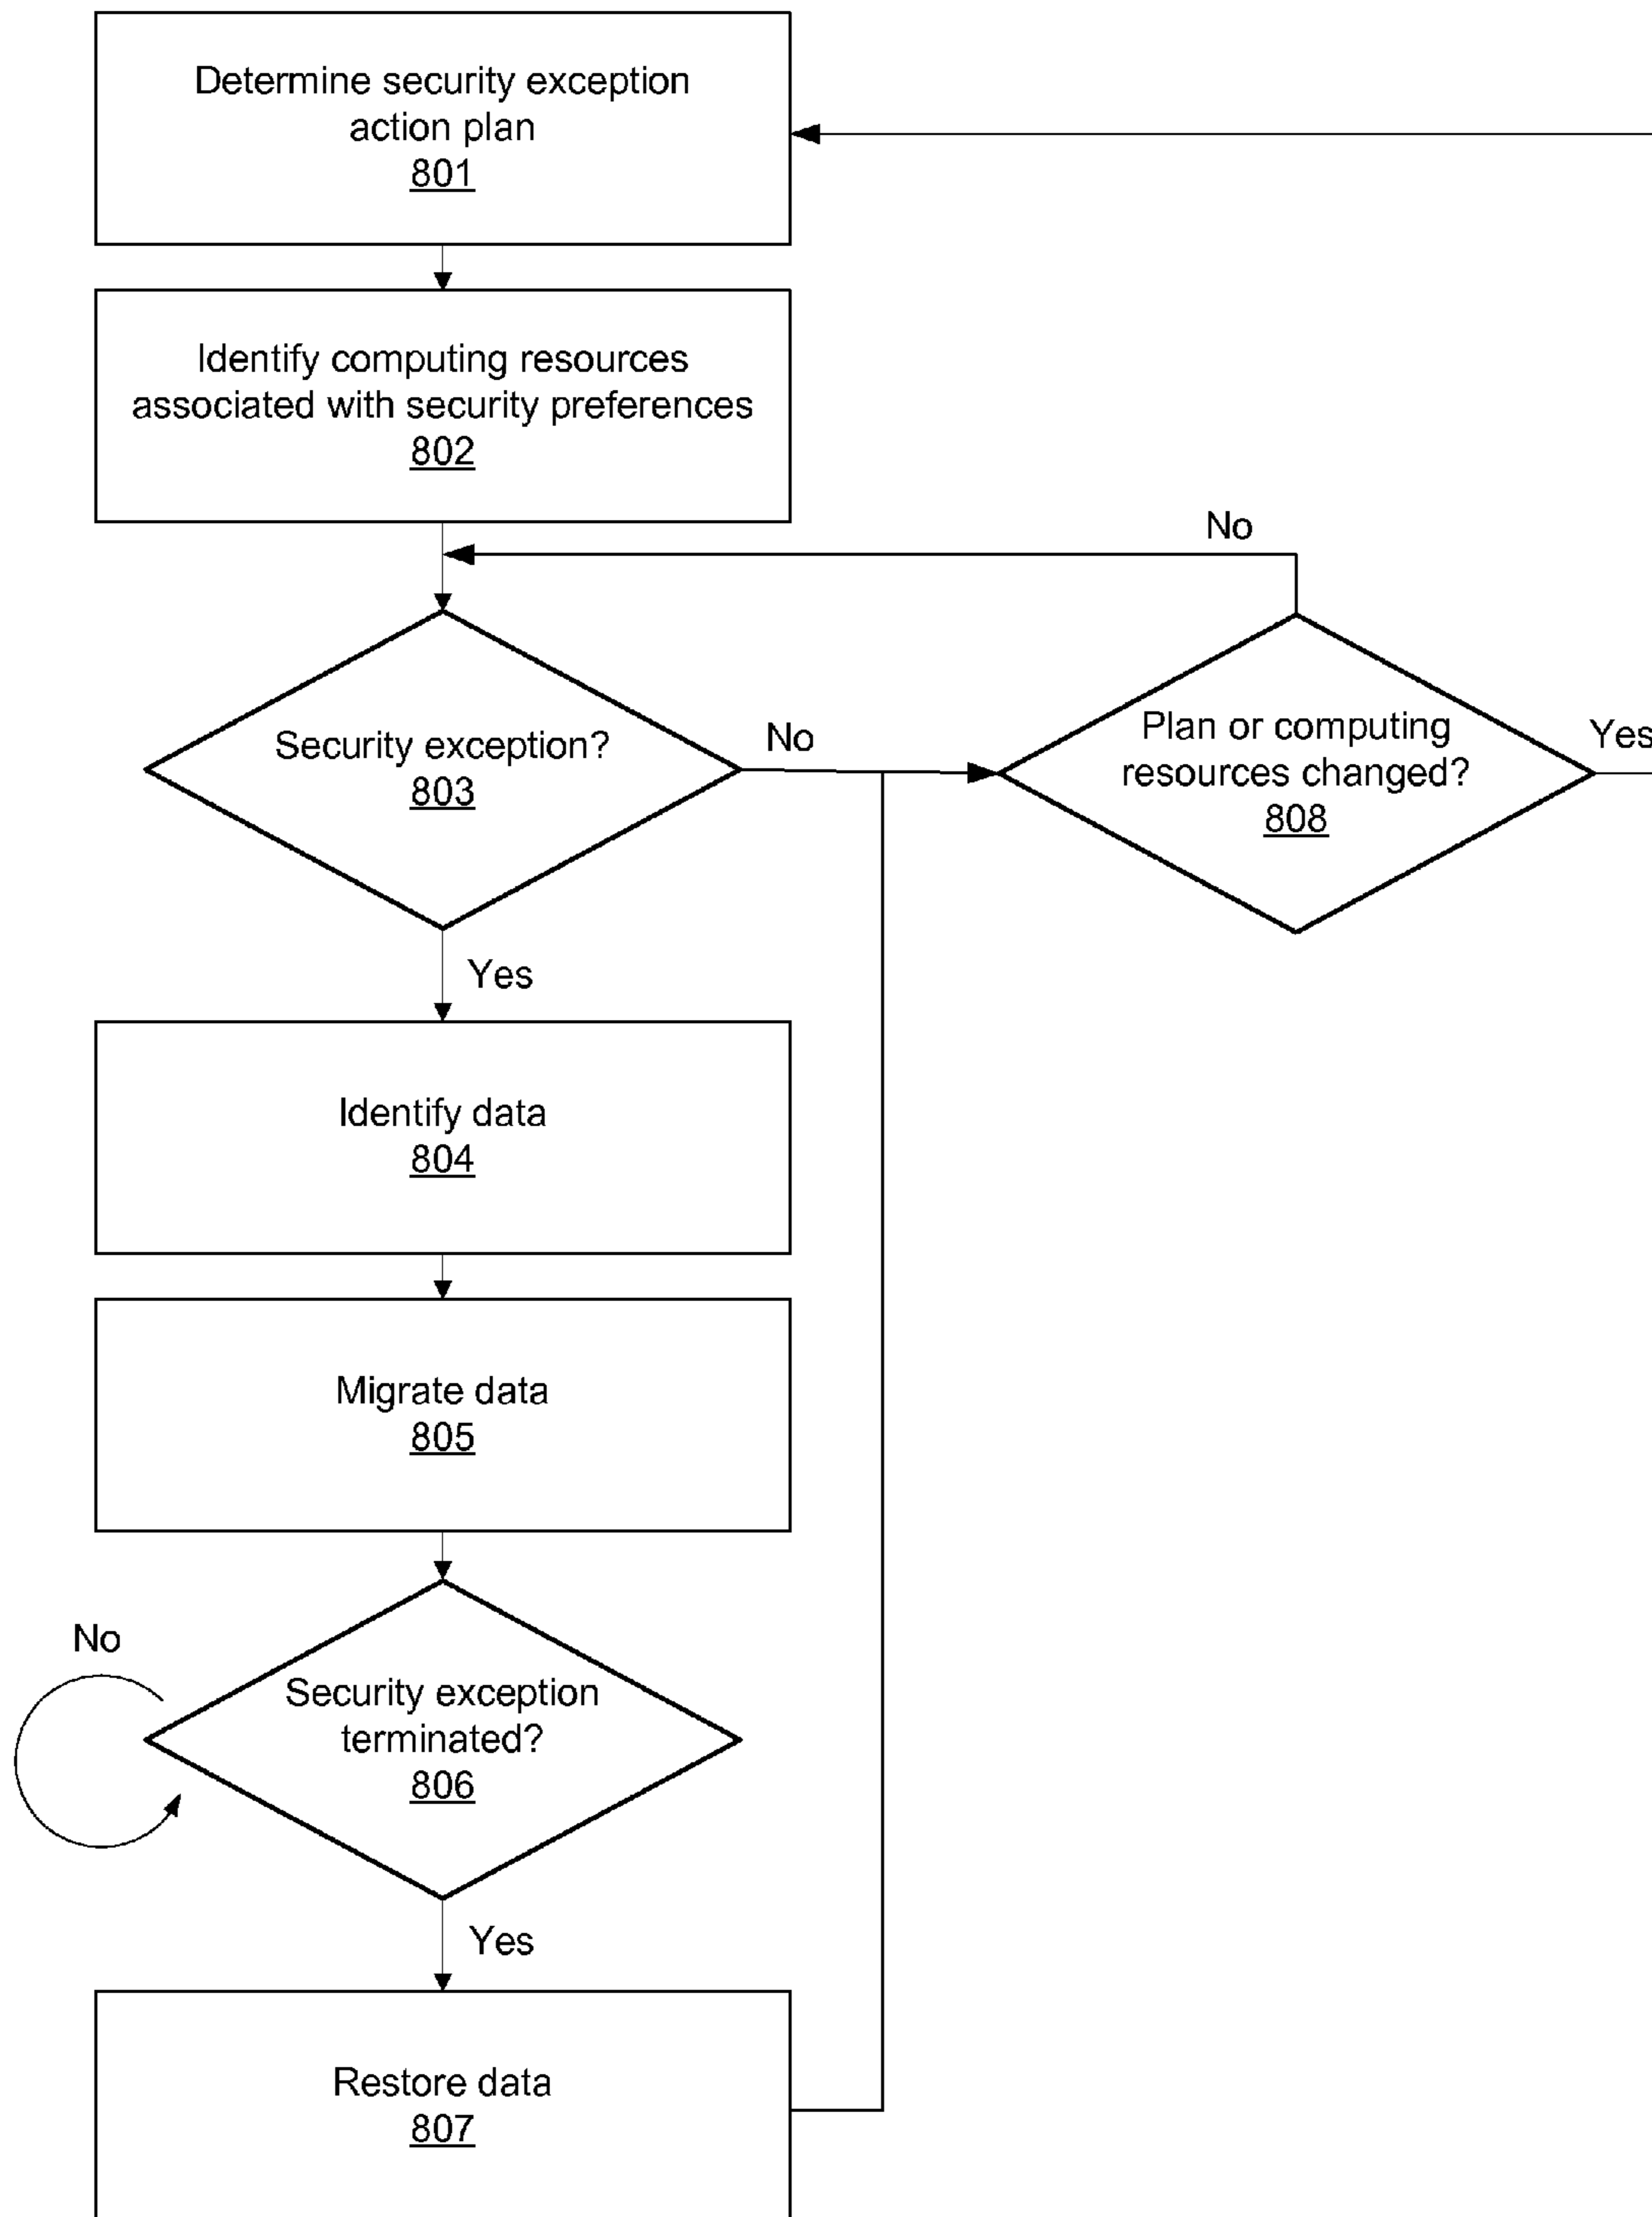 Determine security exception
action plan
801
Identify computing resources
associated with security preferences
802
No
Security exception?
803
No
Plan or computing
resources changed?
808
Yes
Yes
Identify data
804
Migrate data
805
No
Security exception
terminated?
806
Yes
Restore data
807